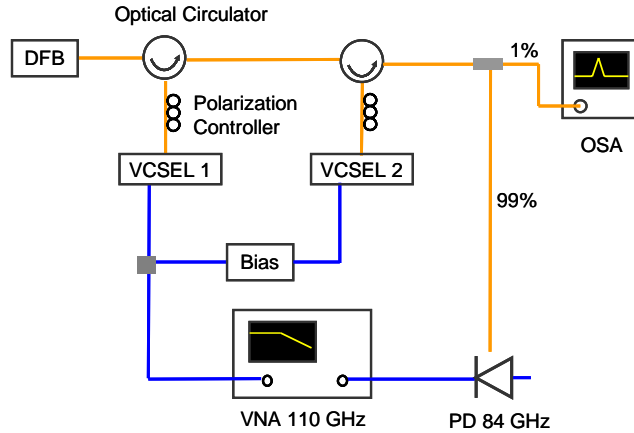 Optical Circulator
DFB
1%
Polarization
Controller
OSA
VCSEL 1
VCSEL 2
99%
Bias
VNA 110 GHz
PD 84 GHz